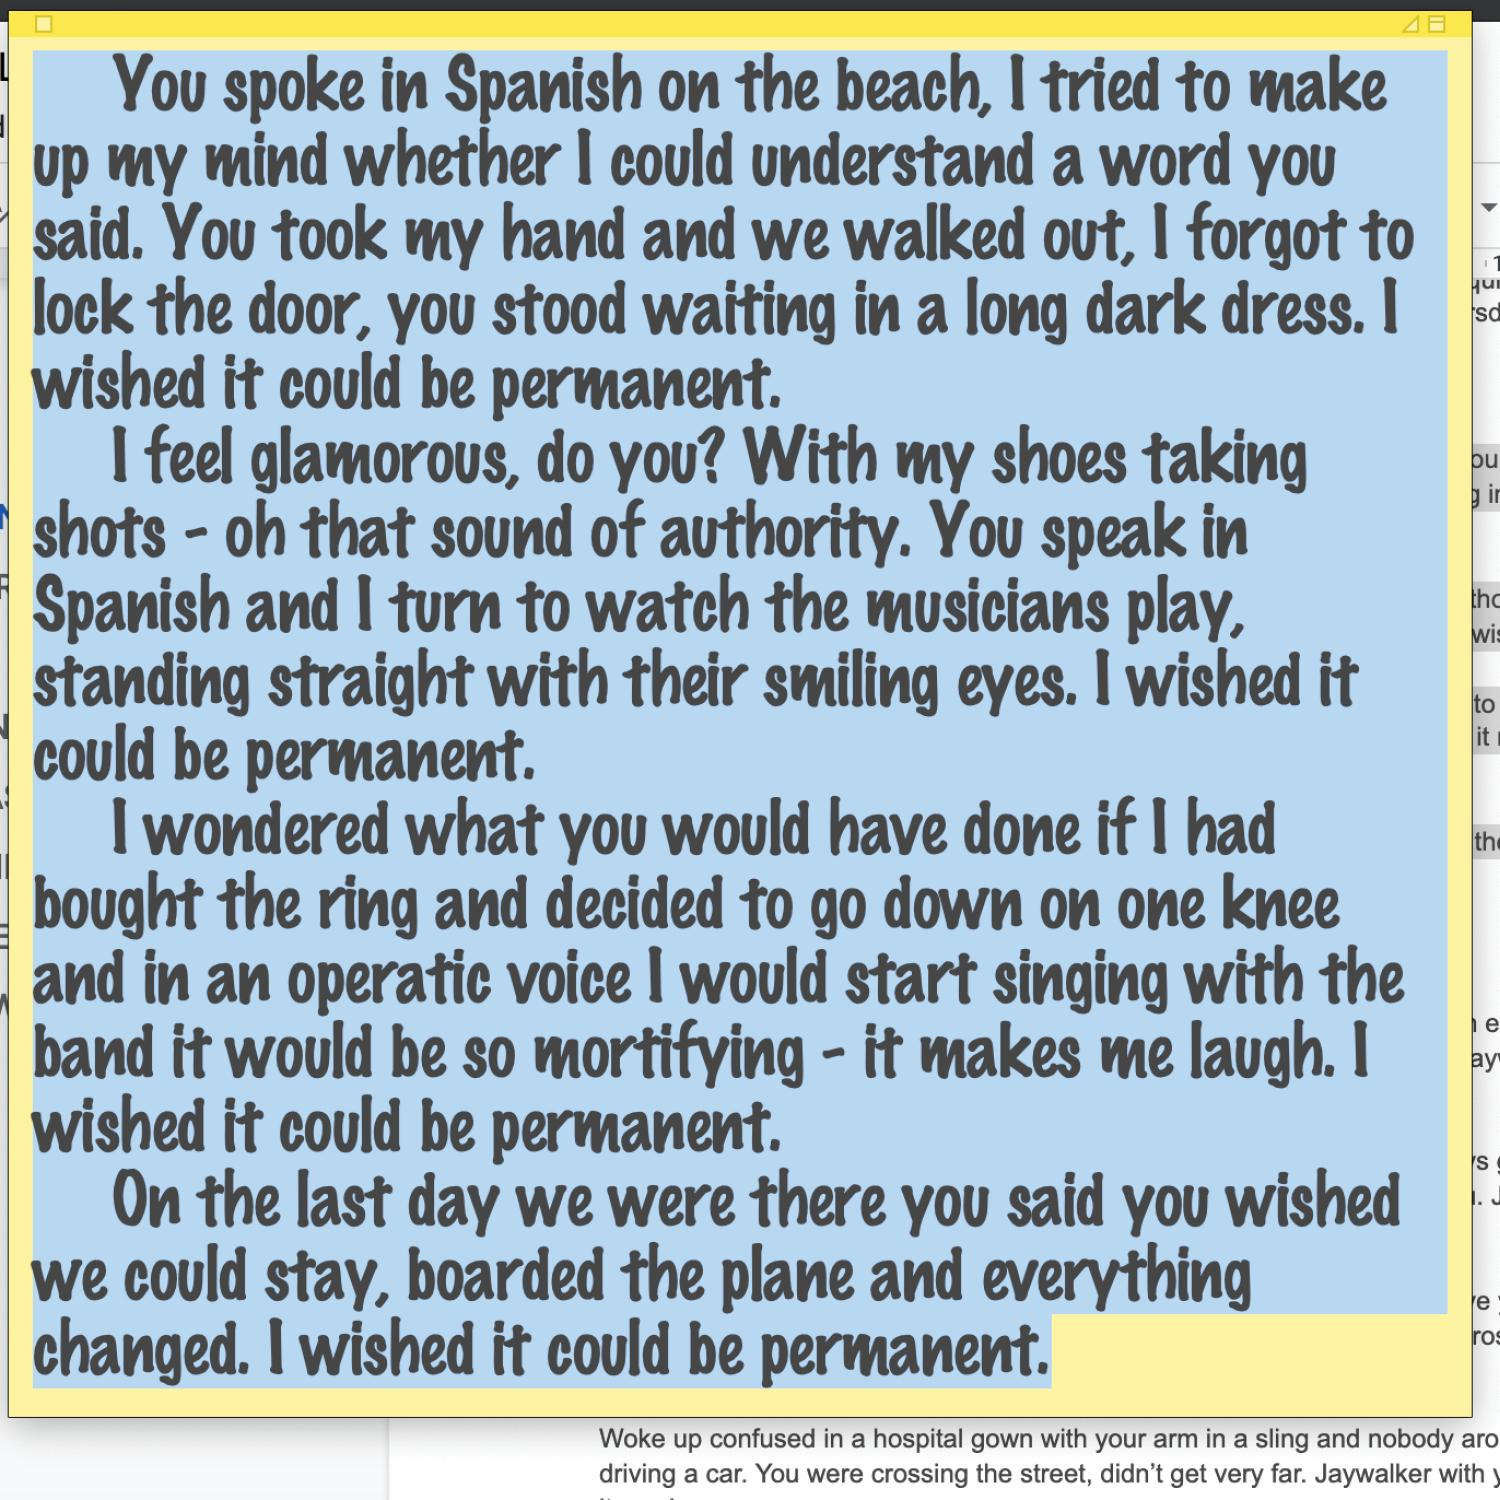 You spoke in Spanish on the beach, I tried to make
up my mind whether I could understand a word you
said. You took my hand and we walked out, I forgot to
lock the door, you stood waiting in a long dark dress. I
wished it could be permanent.
I feel glamorous, do you? With my shoes taking
shots - oh that sound of authority. You speak in
Spanish and I turn to watch the musicians play,
standing straight with their smiling eyes. I wished it
could be permanent.
I wondered what you would have done if I had
bought the ring and decided to go down on one knee
and in an operatic voice I would start singing with the
band it would be so mortifying - it makes me laugh. I
wished it could be permanent.
On the last day we were there you said you wished
we could stay, boarded the plane and everything
changed. I wished it could be permanent.
Woke up confused in a hospital gown with your arm in a sling and nobody
driving a car. You were crossing the street, didn’t get very far. Jaywalker with